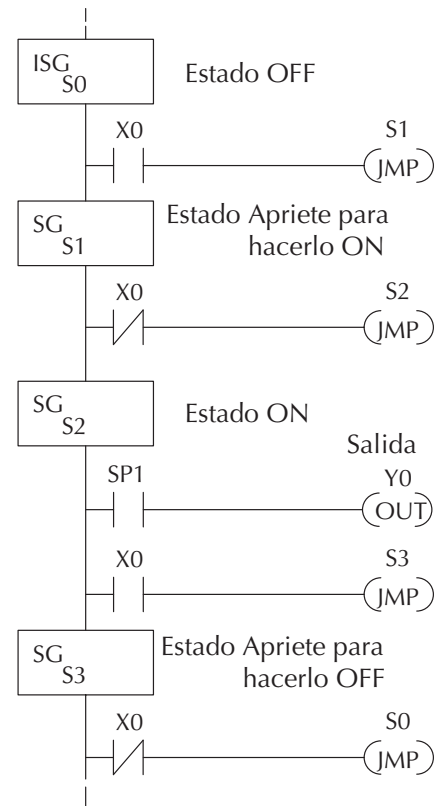 ISG
S0
Estado OFF
X0
S1
JMP
SG
S1
Estado Apriete para
hacerlo ON
X0
S2
JMP
SG
S2
Estado ON
Salida
SP1
Y0
OUT
X0
S3
JMP
SG
S3
Estado Apriete para
hacerlo OFF
X0
S0
JMP